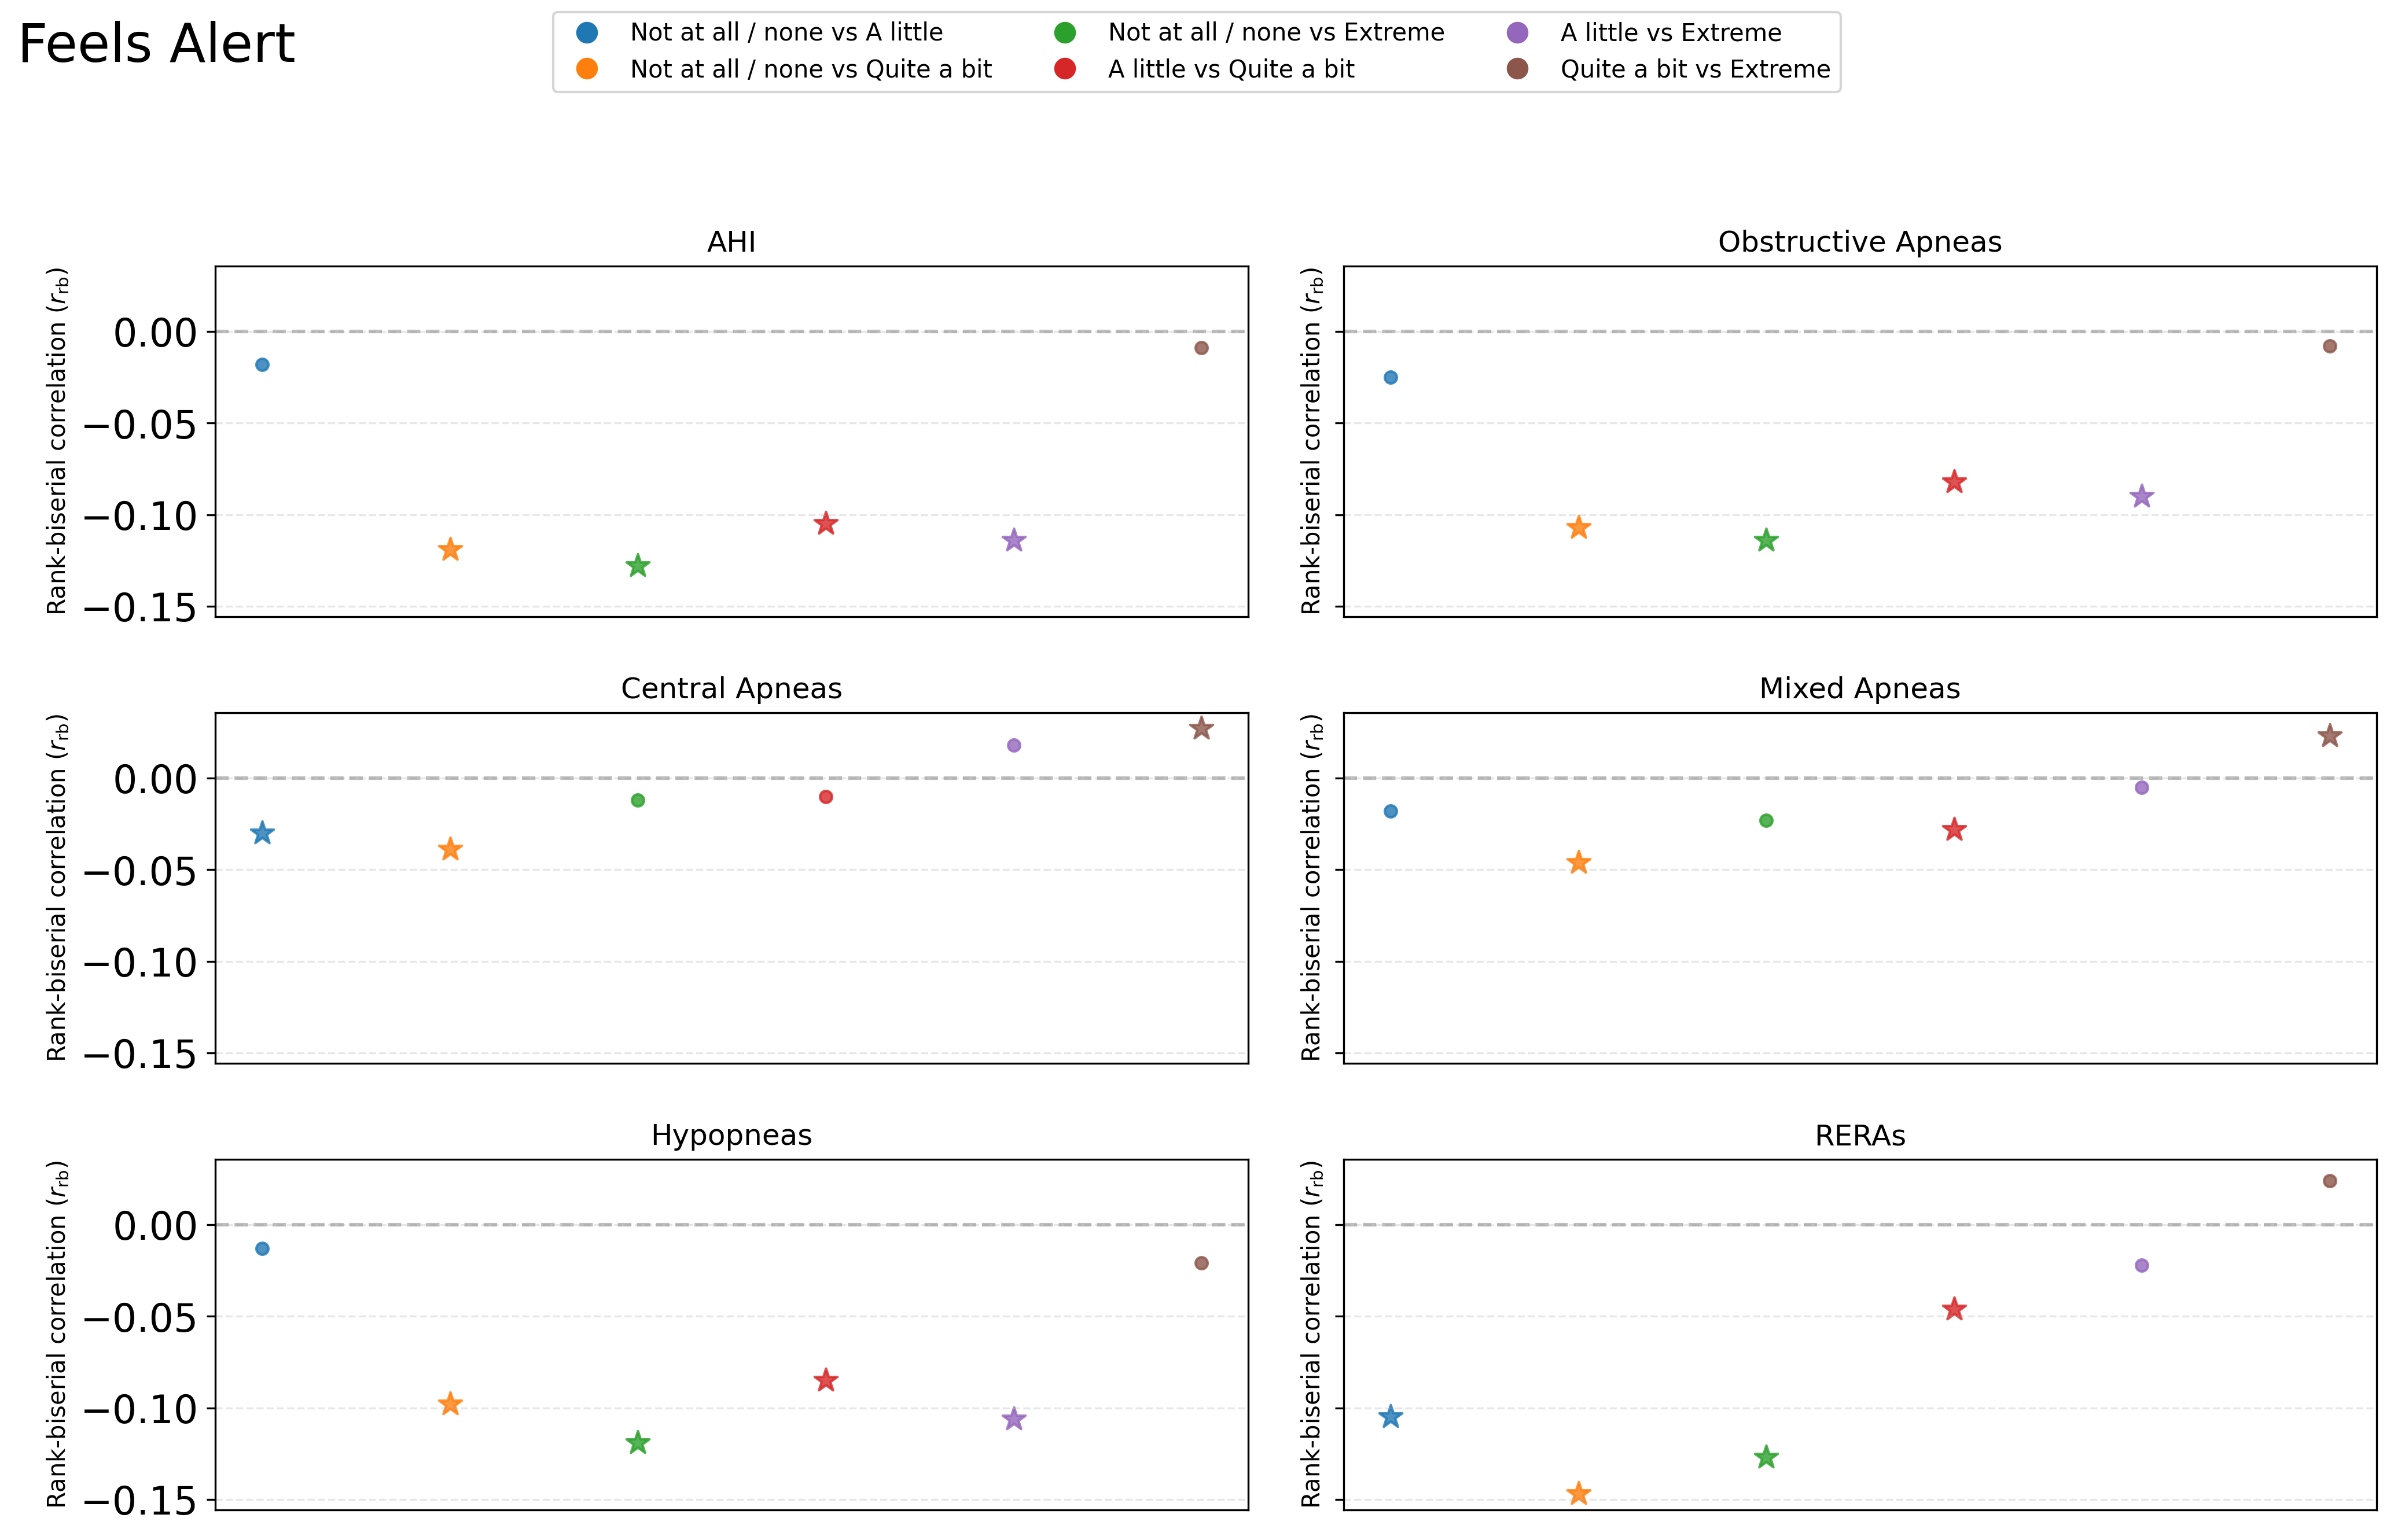 Feels Alert
Not at all / none vs A little
Not at all / none vs Quite a bit
Not at all / none vs Extreme
A little vs Quite a bit
A little vs Extreme
Quite a bit vs Extreme
AHI
Rank-biserial correlation (r_rb)
0.00
−0.05
−0.10
−0.15
Obstructive Apneas
Rank-biserial correlation (r_rb)
Central Apneas
Rank-biserial correlation (r_rb)
0.00
−0.05
−0.10
−0.15
Mixed Apneas
Rank-biserial correlation (r_rb)
Hypopneas
Rank-biserial correlation (r_rb)
0.00
−0.05
−0.10
−0.15
RERAs
Rank-biserial correlation (r_rb)